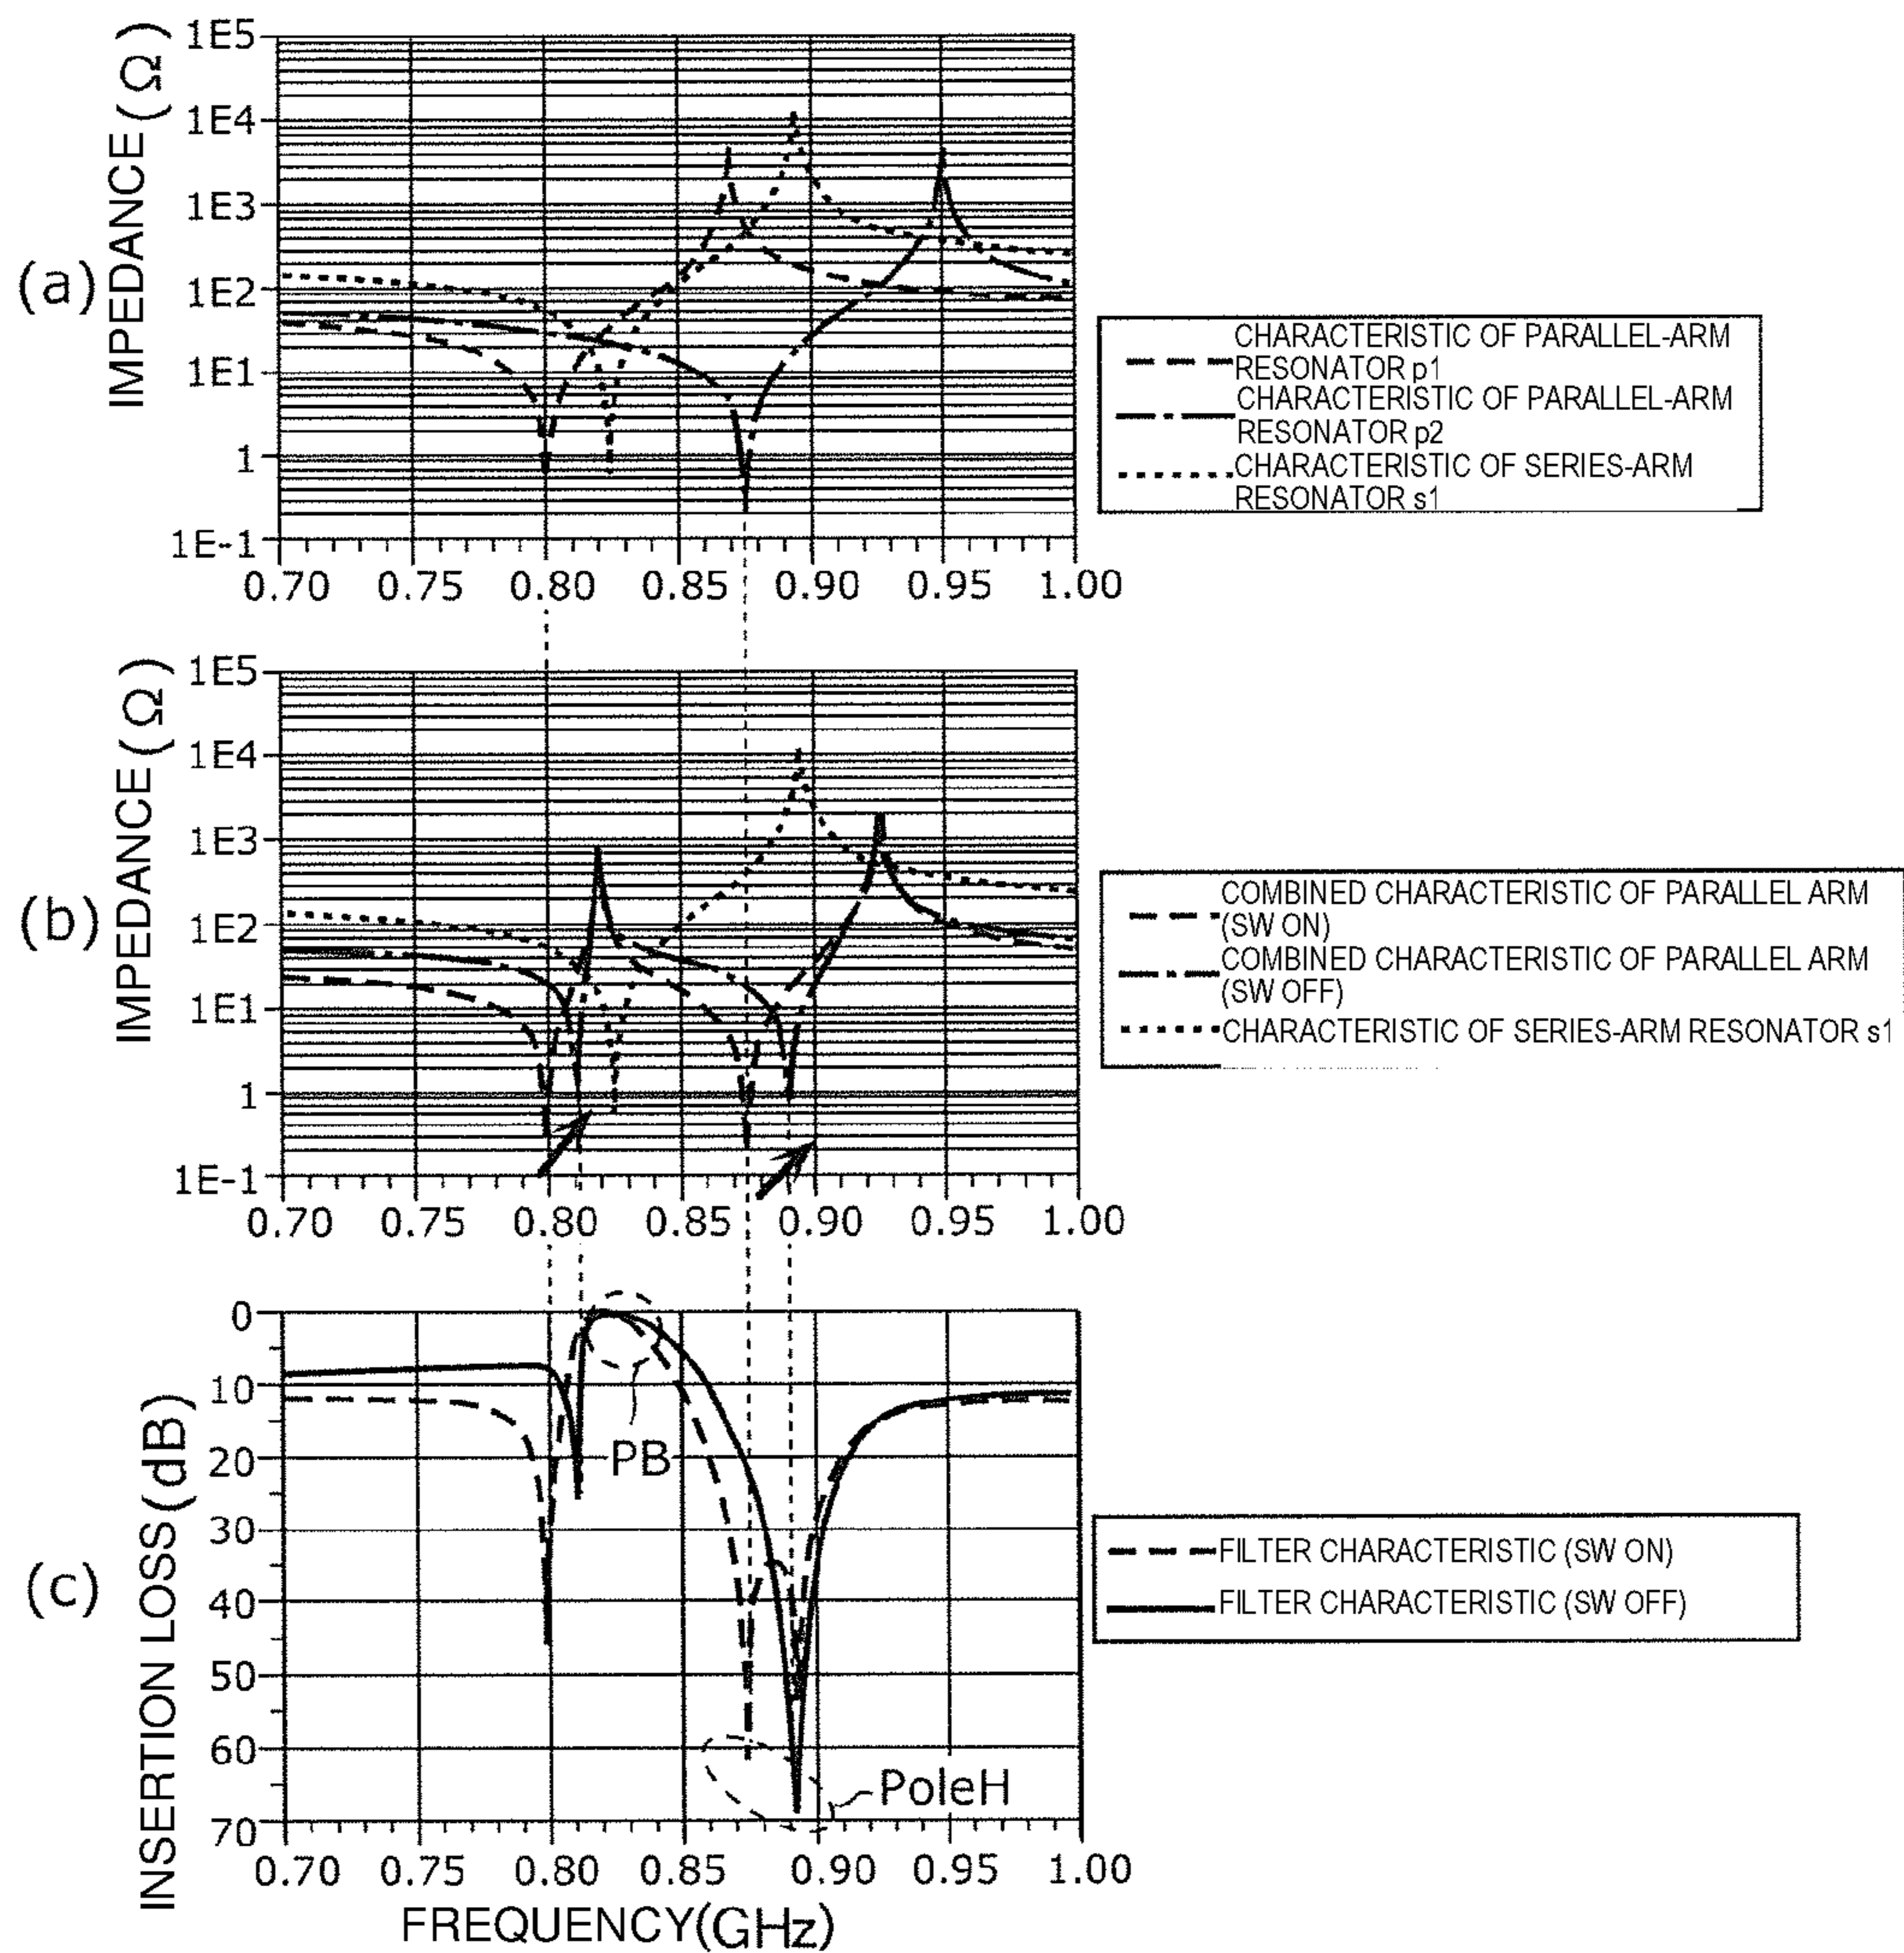 (a)
IMPEDANCE (Ω)
1E5
1E4
1E3
1E2
1E1
1
1E-1
0.70 0.75 0.80 0.85 0.90 0.95 1.00
CHARACTERISTIC OF PARALLEL-ARM
RESONATOR p1
CHARACTERISTIC OF PARALLEL-ARM
RESONATOR p2
CHARACTERISTIC OF SERIES-ARM
RESONATOR s1
(b)
IMPEDANCE (Ω)
1E5
1E4
1E3
1E2
1E1
1
1E-1
0.70 0.75 0.80 0.85 0.90 0.95 1.00
COMBINED CHARACTERISTIC OF PARALLEL ARM
(SW ON)
COMBINED CHARACTERISTIC OF PARALLEL ARM
(SW OFF)
CHARACTERISTIC OF SERIES-ARM RESONATOR s1
(c)
INSERTION LOSS (dB)
0
10
20
30
40
50
60
70
PB
PoleH
0.70 0.75 0.80 0.85 0.90 0.95 1.00
FREQUENCY(GHz)
FILTER CHARACTERISTIC (SW ON)
FILTER CHARACTERISTIC (SW OFF)